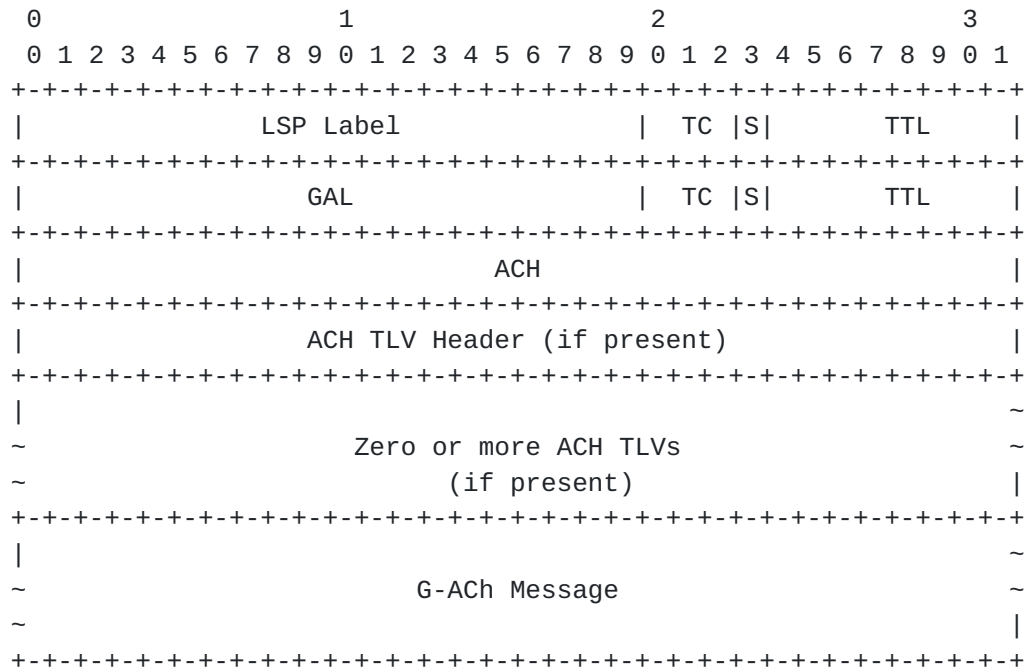 0                   1                   2                   3
 0 1 2 3 4 5 6 7 8 9 0 1 2 3 4 5 6 7 8 9 0 1 2 3 4 5 6 7 8 9 0 1
+-+-+-+-+-+-+-+-+-+-+-+-+-+-+-+-+-+-+-+-+-+-+-+-+-+-+-+-+-+-+-+-+
|               LSP Label               |  TC |S|       TTL     |
+-+-+-+-+-+-+-+-+-+-+-+-+-+-+-+-+-+-+-+-+-+-+-+-+-+-+-+-+-+-+-+-+
|                  GAL                  |  TC |S|       TTL     |
+-+-+-+-+-+-+-+-+-+-+-+-+-+-+-+-+-+-+-+-+-+-+-+-+-+-+-+-+-+-+-+-+
|                              ACH                              |
+-+-+-+-+-+-+-+-+-+-+-+-+-+-+-+-+-+-+-+-+-+-+-+-+-+-+-+-+-+-+-+-+
|                  ACH TLV Header (if present)                  |
+-+-+-+-+-+-+-+-+-+-+-+-+-+-+-+-+-+-+-+-+-+-+-+-+-+-+-+-+-+-+-+-+
|                                                               ~
~                     Zero or more ACH TLVs                     ~
~                           (if present)                        |
+-+-+-+-+-+-+-+-+-+-+-+-+-+-+-+-+-+-+-+-+-+-+-+-+-+-+-+-+-+-+-+-+
|                                                               ~
~                         G-ACh Message                         ~
~                                                               |
+-+-+-+-+-+-+-+-+-+-+-+-+-+-+-+-+-+-+-+-+-+-+-+-+-+-+-+-+-+-+-+-+